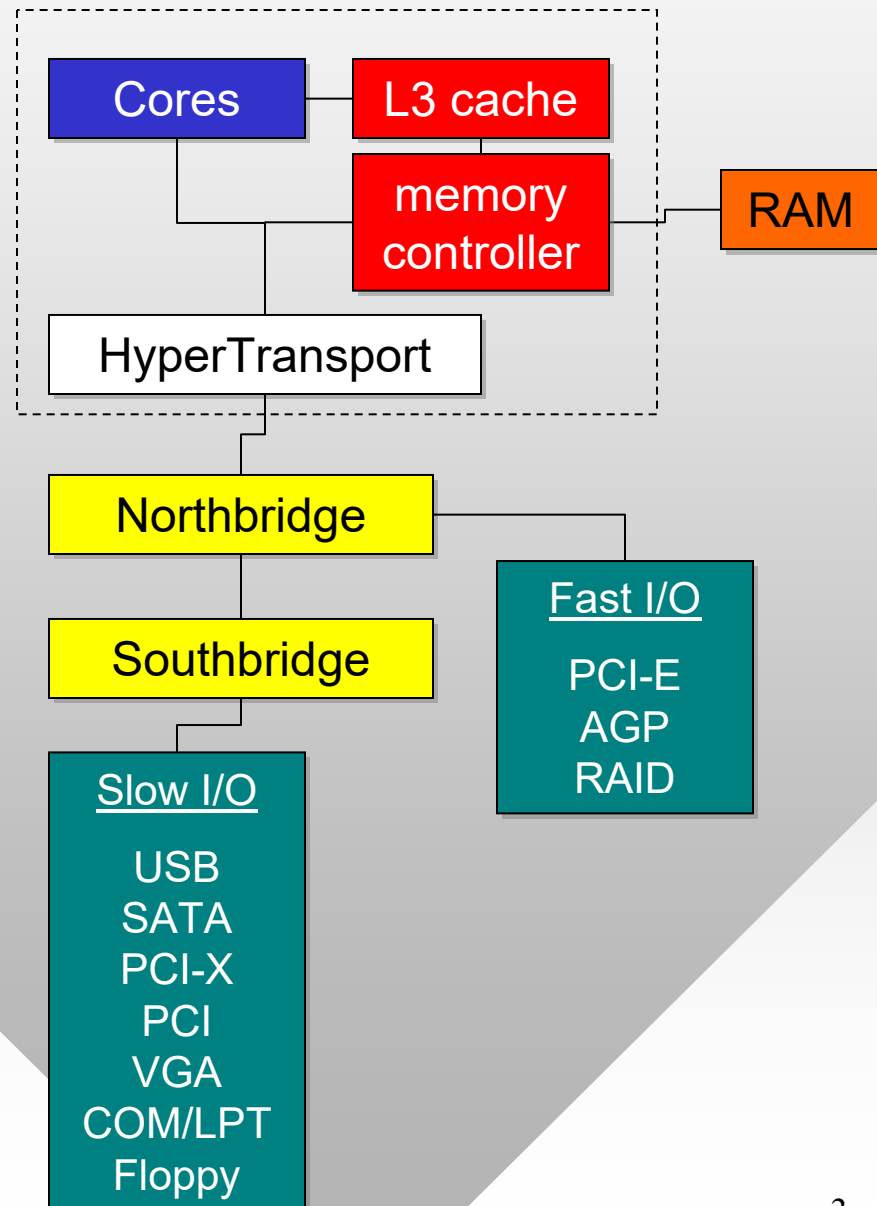 Cores
L3 cache
memory
controller
RAM
HyperTransport
Northbridge
Southbridge
Fast I/O
PCI-E
AGP
RAID
Slow I/O
USB
SATA
PCI-X
PCI
VGA
COM/LPT
Floppy